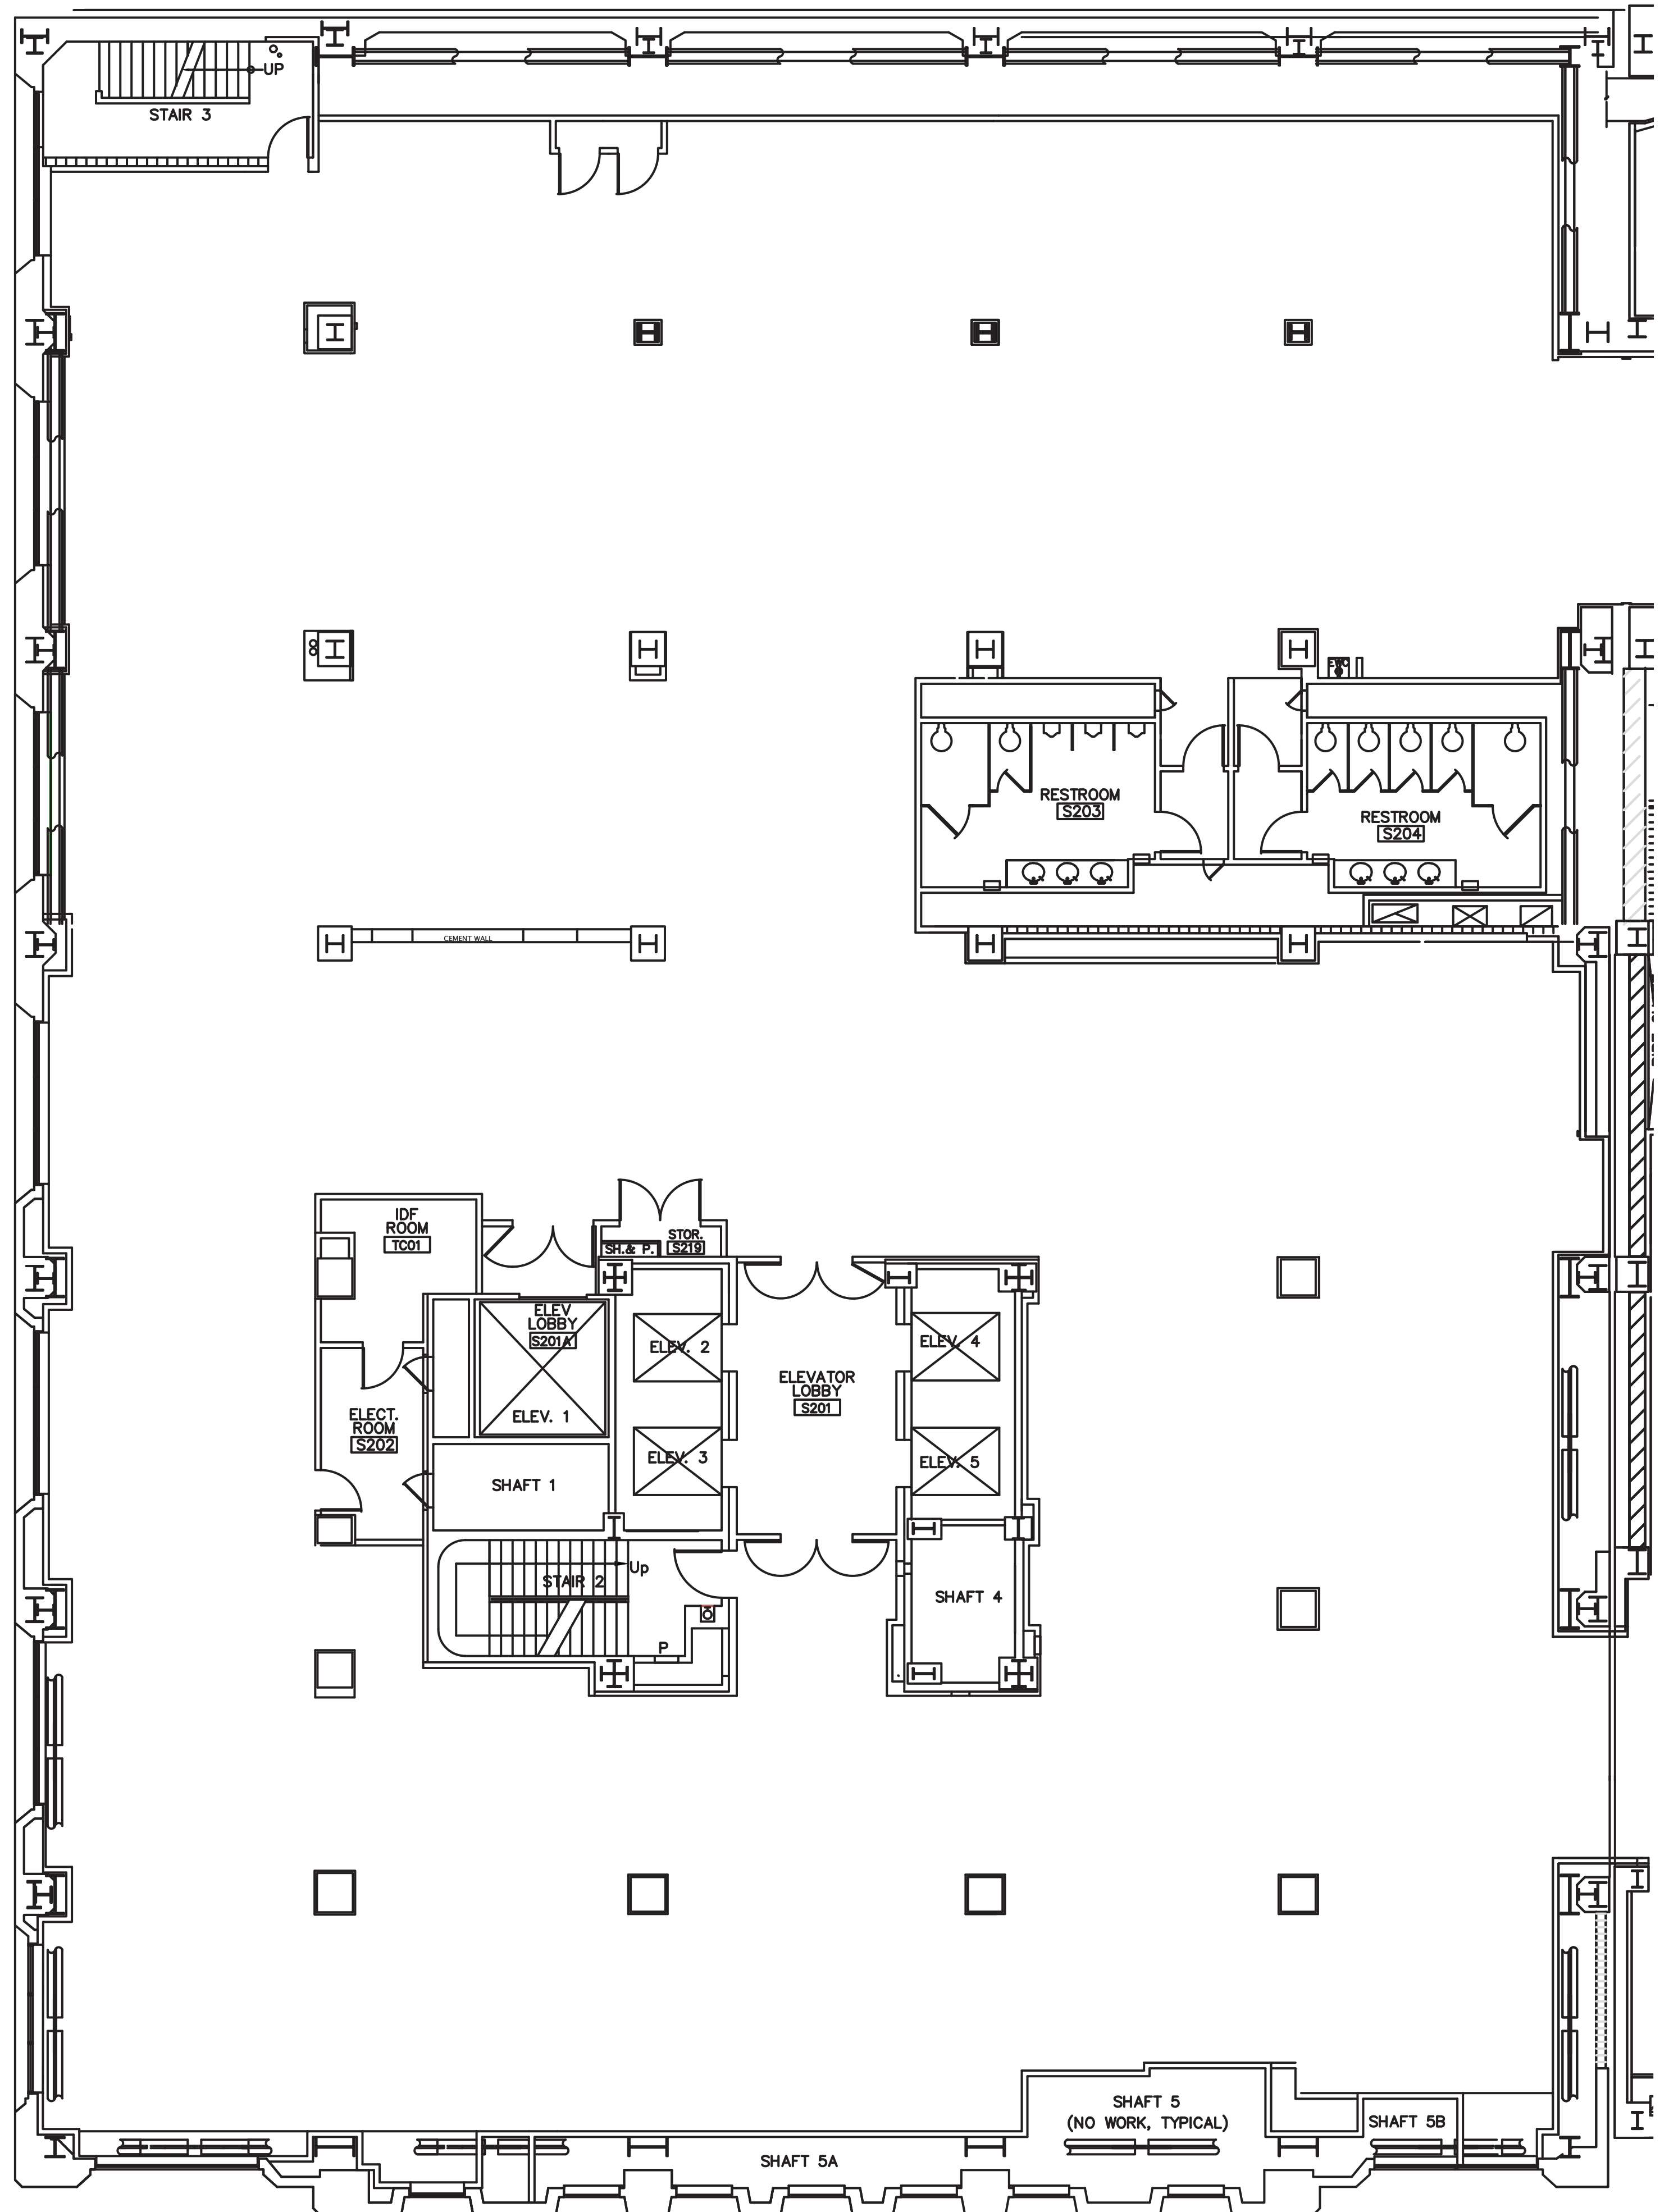 UP
STAIR 3
EWC
RESTROOM
S203
RESTROOM
S204
CEMENT WALL
IDF
ROOM
TC01
STOR.
S219
SH.& P.
ELEV
LOBBY
S201A
ELEV. 1
ELEV. 2
ELEV. 3
ELEV. 4
ELEV. 5
ELEVATOR
LOBBY
S201
ELECT.
ROOM
S202
SHAFT 1
Up
STAIR 2
P
SHAFT 4
SHAFT 5
(NO WORK, TYPICAL)
SHAFT 5B
SHAFT 5A